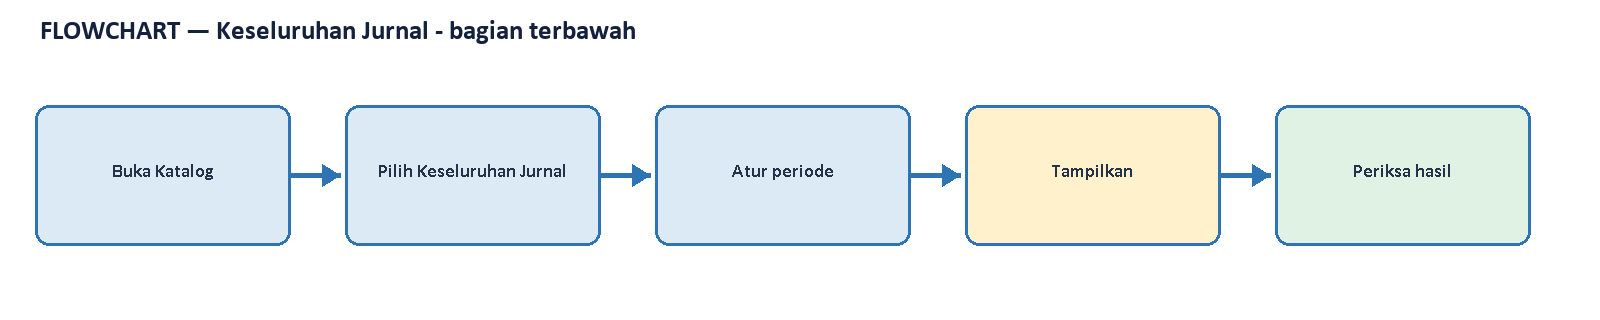 FLOWCHART — Keseluruhan Jurnal - bagian terbawah
Buka Katalog
Pilih Keseluruhan Jurnal
Atur periode
Tampilkan
Periksa hasil